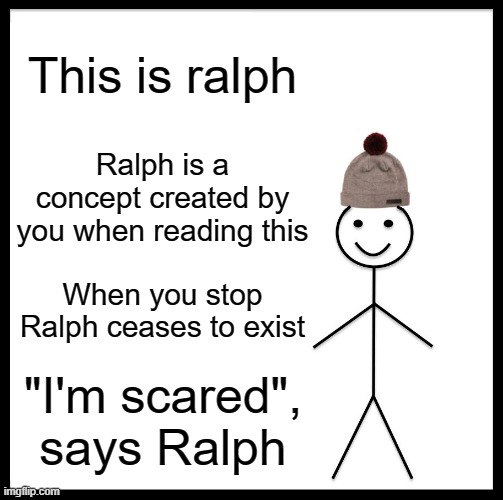 This is ralph
Ralph is a
concept created by
you when reading this
When you stop
Ralph ceases to exist
"I'm scared",
says Ralph
imgflip.com